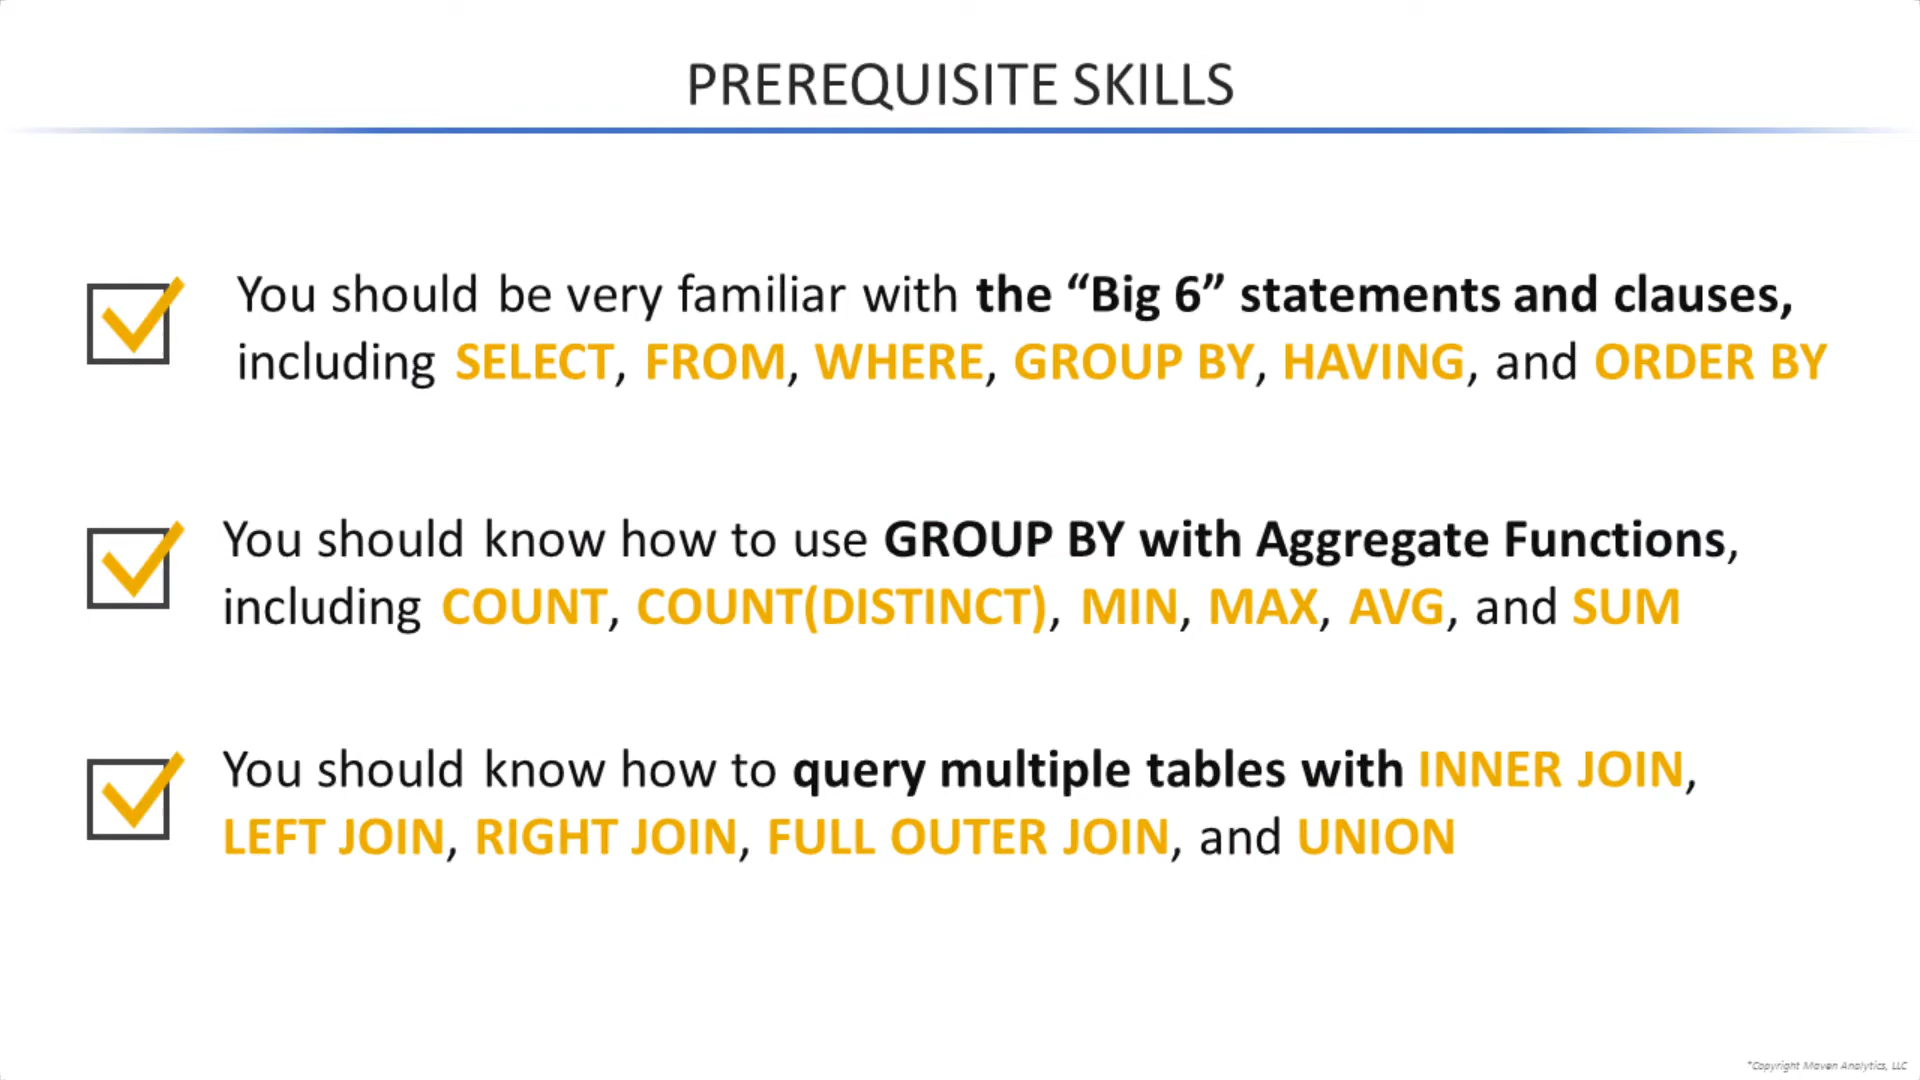 PREREQUISITE SKILLS
You should be very familiar with the “Big 6” statements and clauses,
including SELECT, FROM, WHERE, GROUP BY, HAVING, and ORDER BY
You should know how to use GROUP BY with Aggregate Functions,
including COUNT, COUNT(DISTINCT), MIN, MAX, AVG, and SUM
You should know how to query multiple tables with INNER JOIN,
LEFT JOIN, RIGHT JOIN, FULL OUTER JOIN, and UNION
*Copyright Maven Analytics, LLC